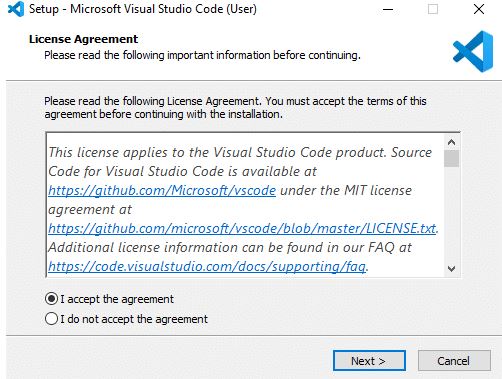 Setup - Microsoft Visual Studio Code (User)
License Agreement
Please read the following important information before continuing.
Please read the following License Agreement. You must accept the terms of this
agreement before continuing with the installation.
This license applies to the Visual Studio Code product. Source
Code for Visual Studio Code is available at
https://github.com/Microsoft/vscode under the MIT license
agreement at
https://github.com/microsoft/vscode/blob/master/LICENSE.txt.
Additional license information can be found in our FAQ at
https://code.visualstudio.com/docs/supporting/faq.
I accept the agreement
I do not accept the agreement
Next >
Cancel